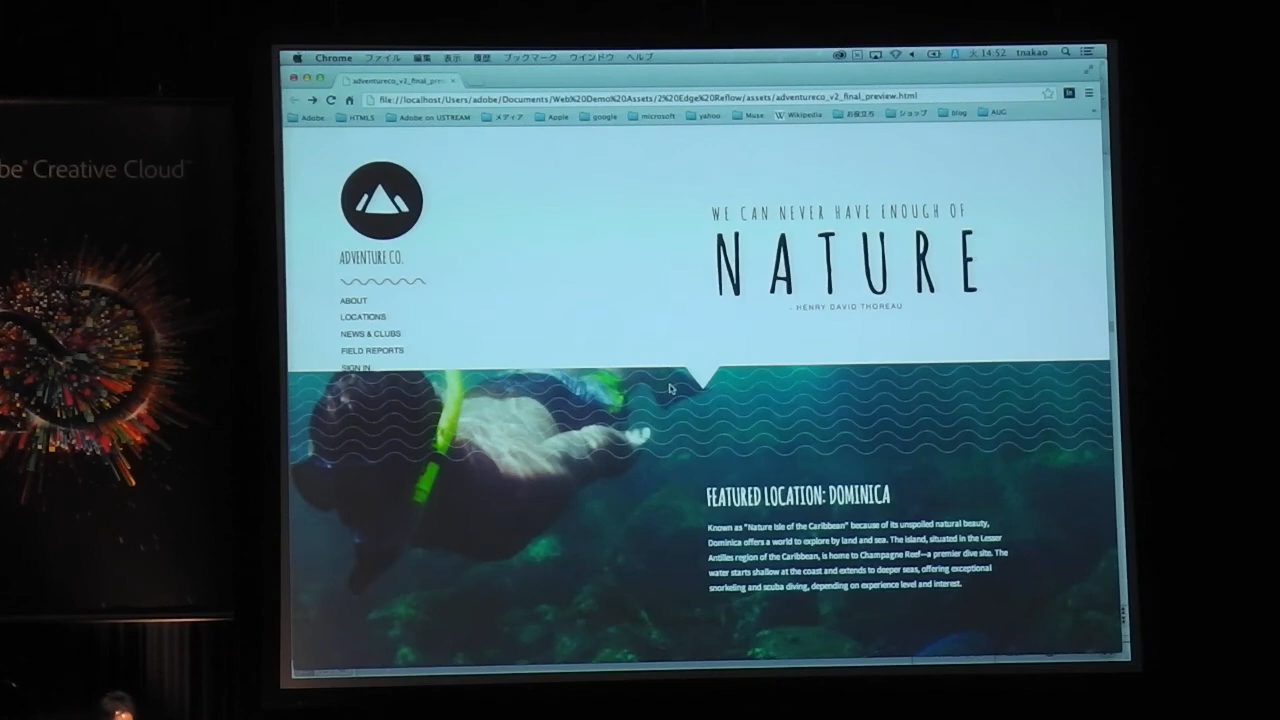 be® Creative Cloud™
Chrome ファイル 編集 表示 履歴 ブックマーク ウインドウ ヘルプ
火 14:52 tnakao
adventureco_v2_final_prev
file://localhost/Users/adobe/Documents/Web%20Demo%20Assets/2%20Edge%20Reflow/assets/adventureco_v2_final_preview.html
Adobe HTML5 Adobe on USTREAM メディア Apple google microsoft yahoo Muse Wikipedia お役立ち ショップ blog AUG
ADVENTURE CO.
ABOUT
LOCATIONS
NEWS & CLUBS
FIELD REPORTS
SIGN IN
WE CAN NEVER HAVE ENOUGH OF
NATURE
- HENRY DAVID THOREAU
FEATURED LOCATION: DOMINICA
Known as "Nature Isle of the Caribbean" because of its unspoiled natural beauty,
Dominica offers a world to explore by land and sea. The island, situated in the Lesser
Antilles region of the Caribbean, is home to Champagne Reef—a premier dive site. The
water starts shallow at the coast and extends to deeper seas, offering exceptional
snorkeling and scuba diving, depending on experience level and interest.